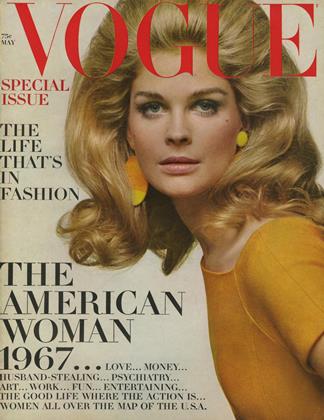 75¢
MAY
VOGUE
SPECIAL
ISSUE
THE
LIFE
THAT'S
IN
FASHION
THE
AMERICAN
WOMAN
1967... LOVE... MONEY...
HUSBAND-STEALING... PSYCHIATRY...
ART... WORK... FUN... ENTERTAINING...
THE GOOD LIFE WHERE THE ACTION IS...
WOMEN ALL OVER THE MAP OF THE U.S.A.